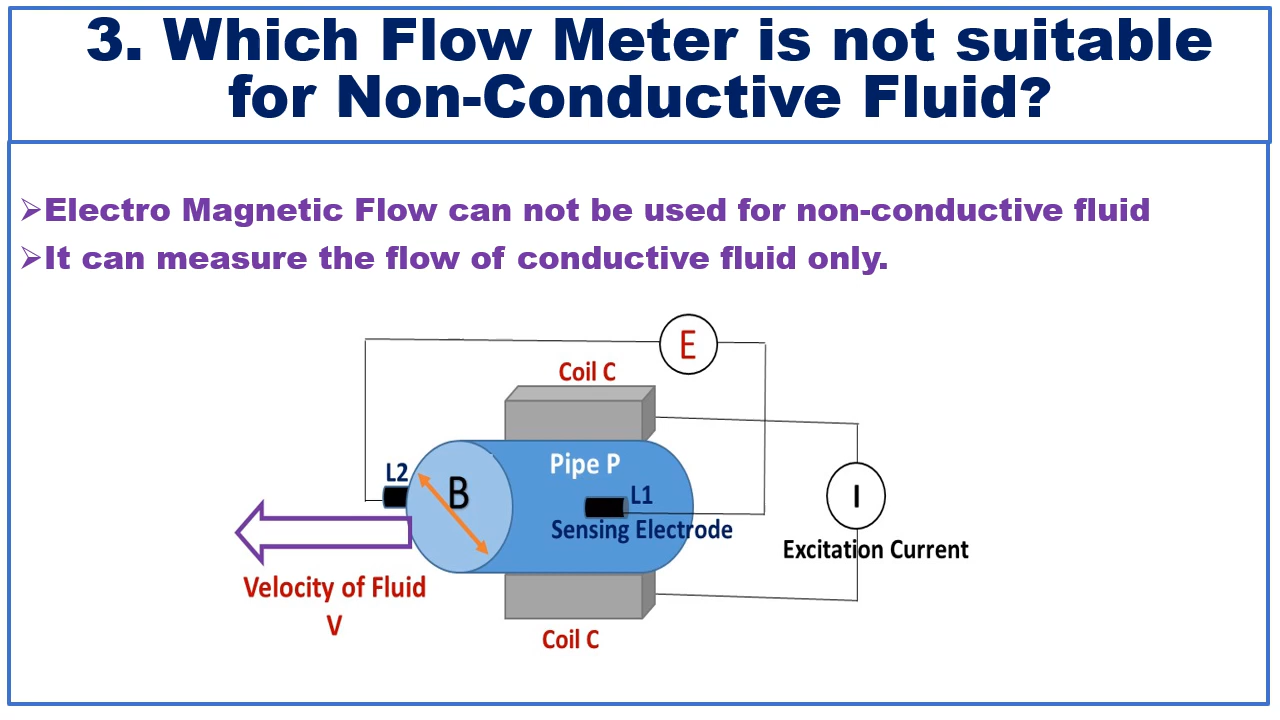 3. Which Flow Meter is not suitable
for Non-Conductive Fluid?
➢Electro Magnetic Flow can not be used for non-conductive fluid
➢It can measure the flow of conductive fluid only.
E
Coil C
Pipe P
L2
B
L1
I
Sensing Electrode
Excitation Current
Velocity of Fluid
V
Coil C